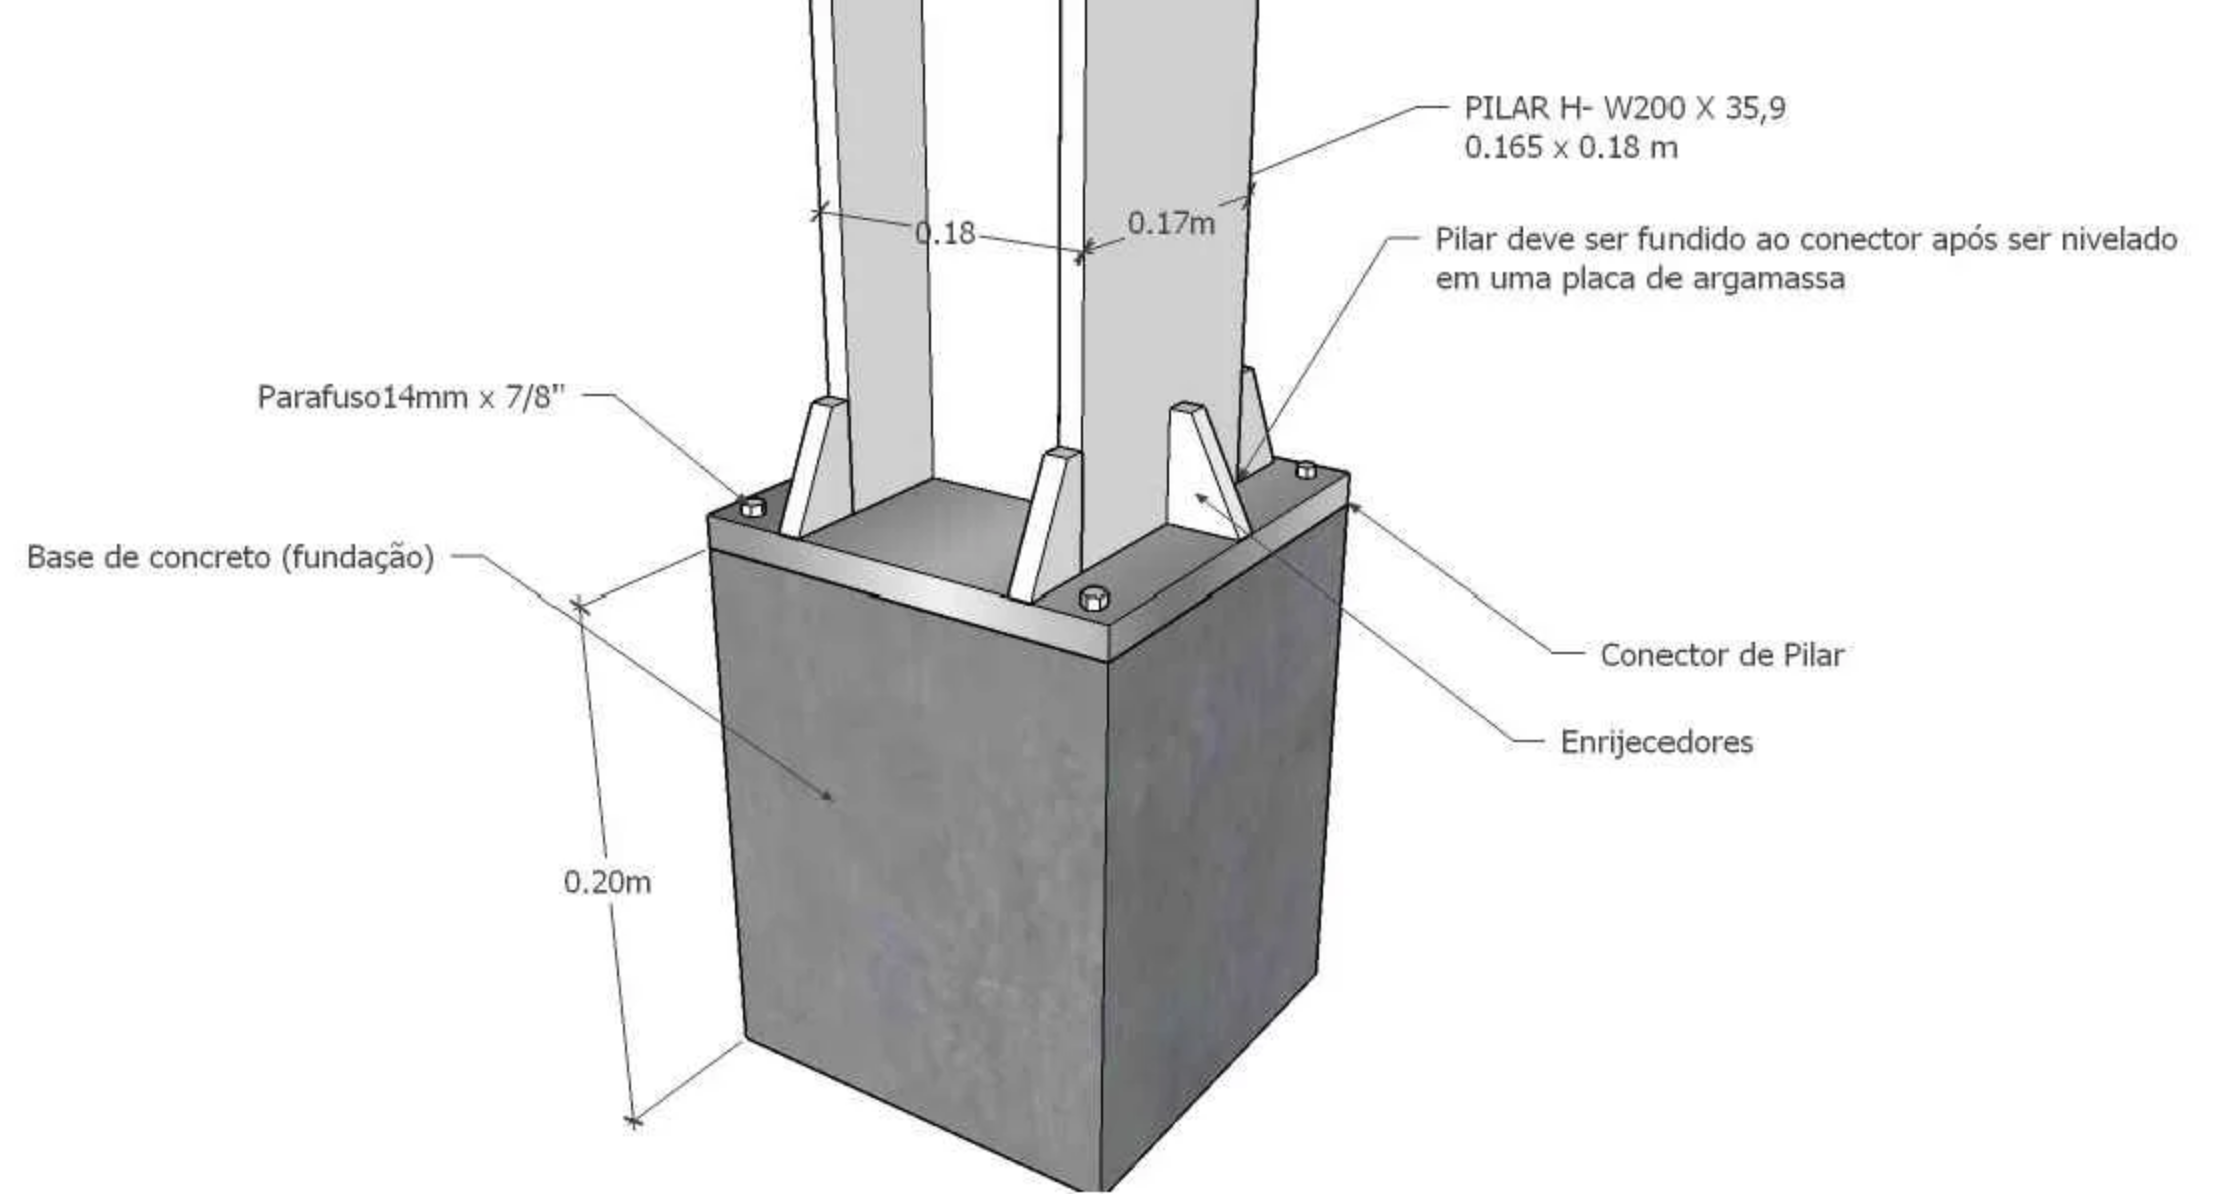 PILAR H- W200 X 35,9
0.165 x 0.18 m
0.18
0.17m
Pilar deve ser fundido ao conector após ser nivelado
em uma placa de argamassa
Parafuso14mm x 7/8"
Base de concreto (fundação)
Conector de Pilar
Enrijecedores
0.20m